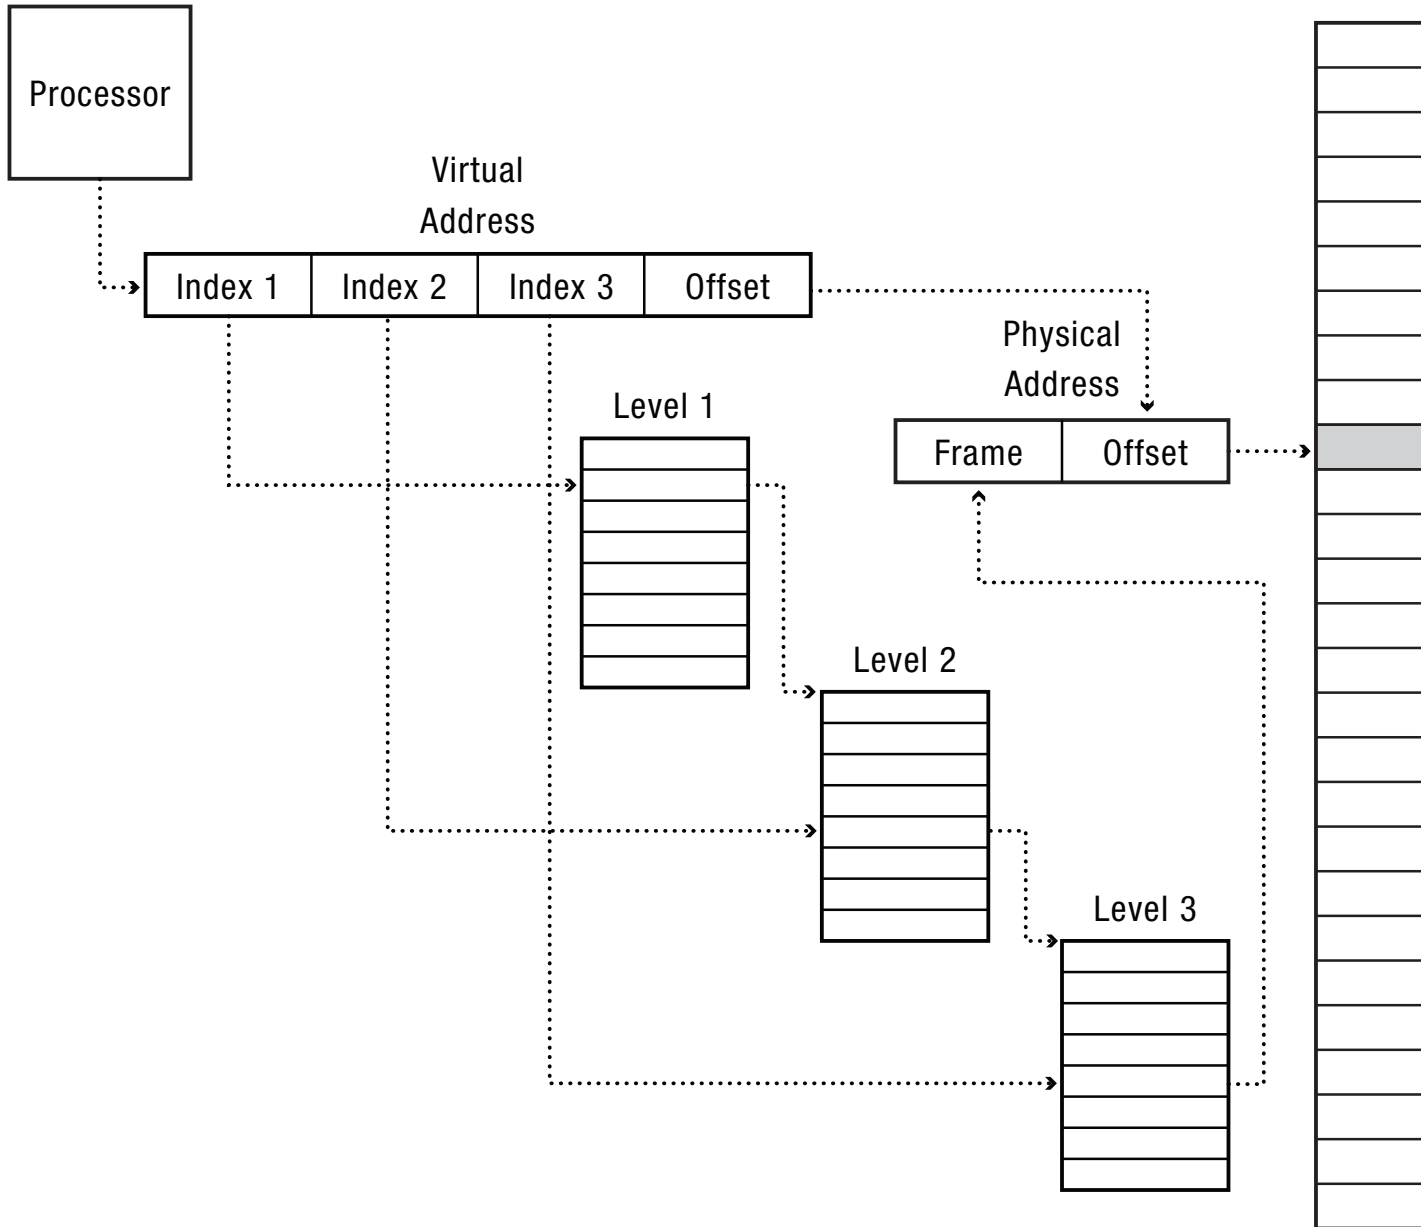 Processor
Virtual
Address
Index 1 Index 2 Index 3 Offset
Physical
Address
Level 1
Frame Offset
Level 2
Level 3